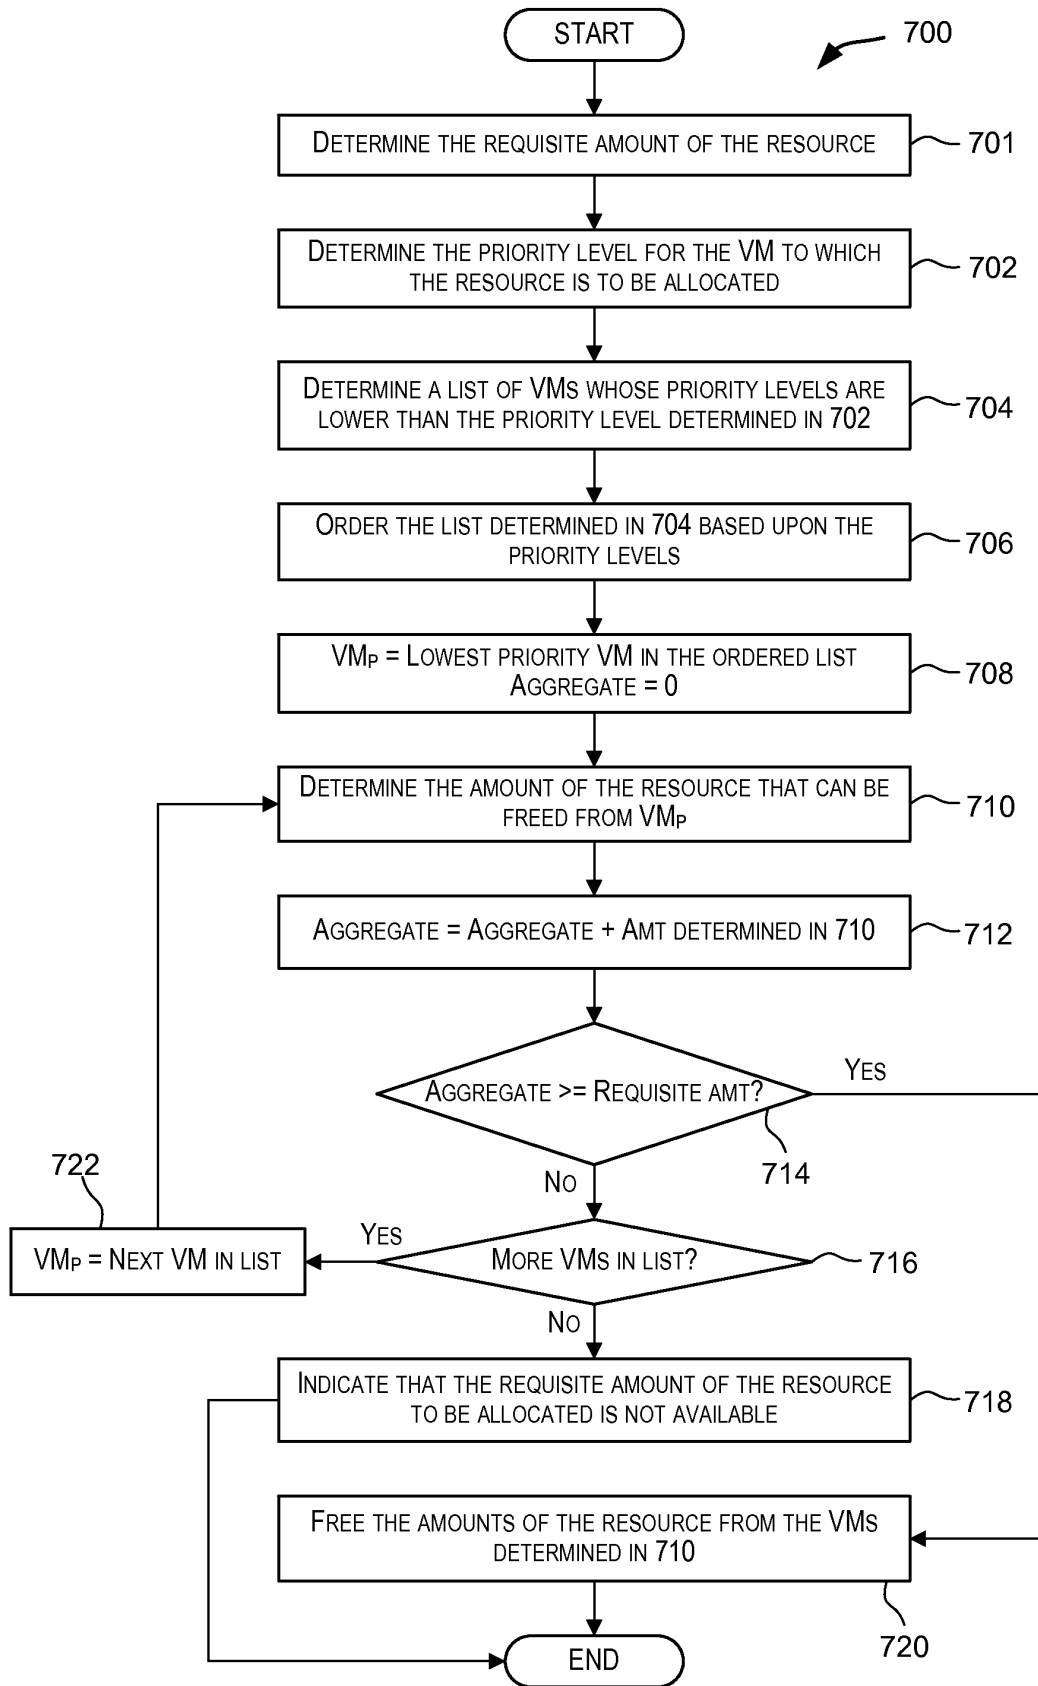 START
700
DETERMINE THE REQUISITE AMOUNT OF THE RESOURCE
701
DETERMINE THE PRIORITY LEVEL FOR THE VM TO WHICH
THE RESOURCE IS TO BE ALLOCATED
702
DETERMINE A LIST OF VMS WHOSE PRIORITY LEVELS ARE
LOWER THAN THE PRIORITY LEVEL DETERMINED IN 702
704
ORDER THE LIST DETERMINED IN 704 BASED UPON THE
PRIORITY LEVELS
706
VMP = LOWEST PRIORITY VM IN THE ORDERED LIST
AGGREGATE = 0
708
DETERMINE THE AMOUNT OF THE RESOURCE THAT CAN BE
FREED FROM VMP
710
AGGREGATE = AGGREGATE + AMT DETERMINED IN 710
712
AGGREGATE >= REQUISITE AMT?
YES
714
NO
722
VMP = NEXT VM IN LIST
YES
MORE VMS IN LIST?
716
NO
INDICATE THAT THE REQUISITE AMOUNT OF THE RESOURCE
TO BE ALLOCATED IS NOT AVAILABLE
718
FREE THE AMOUNTS OF THE RESOURCE FROM THE VMS
DETERMINED IN 710
720
END